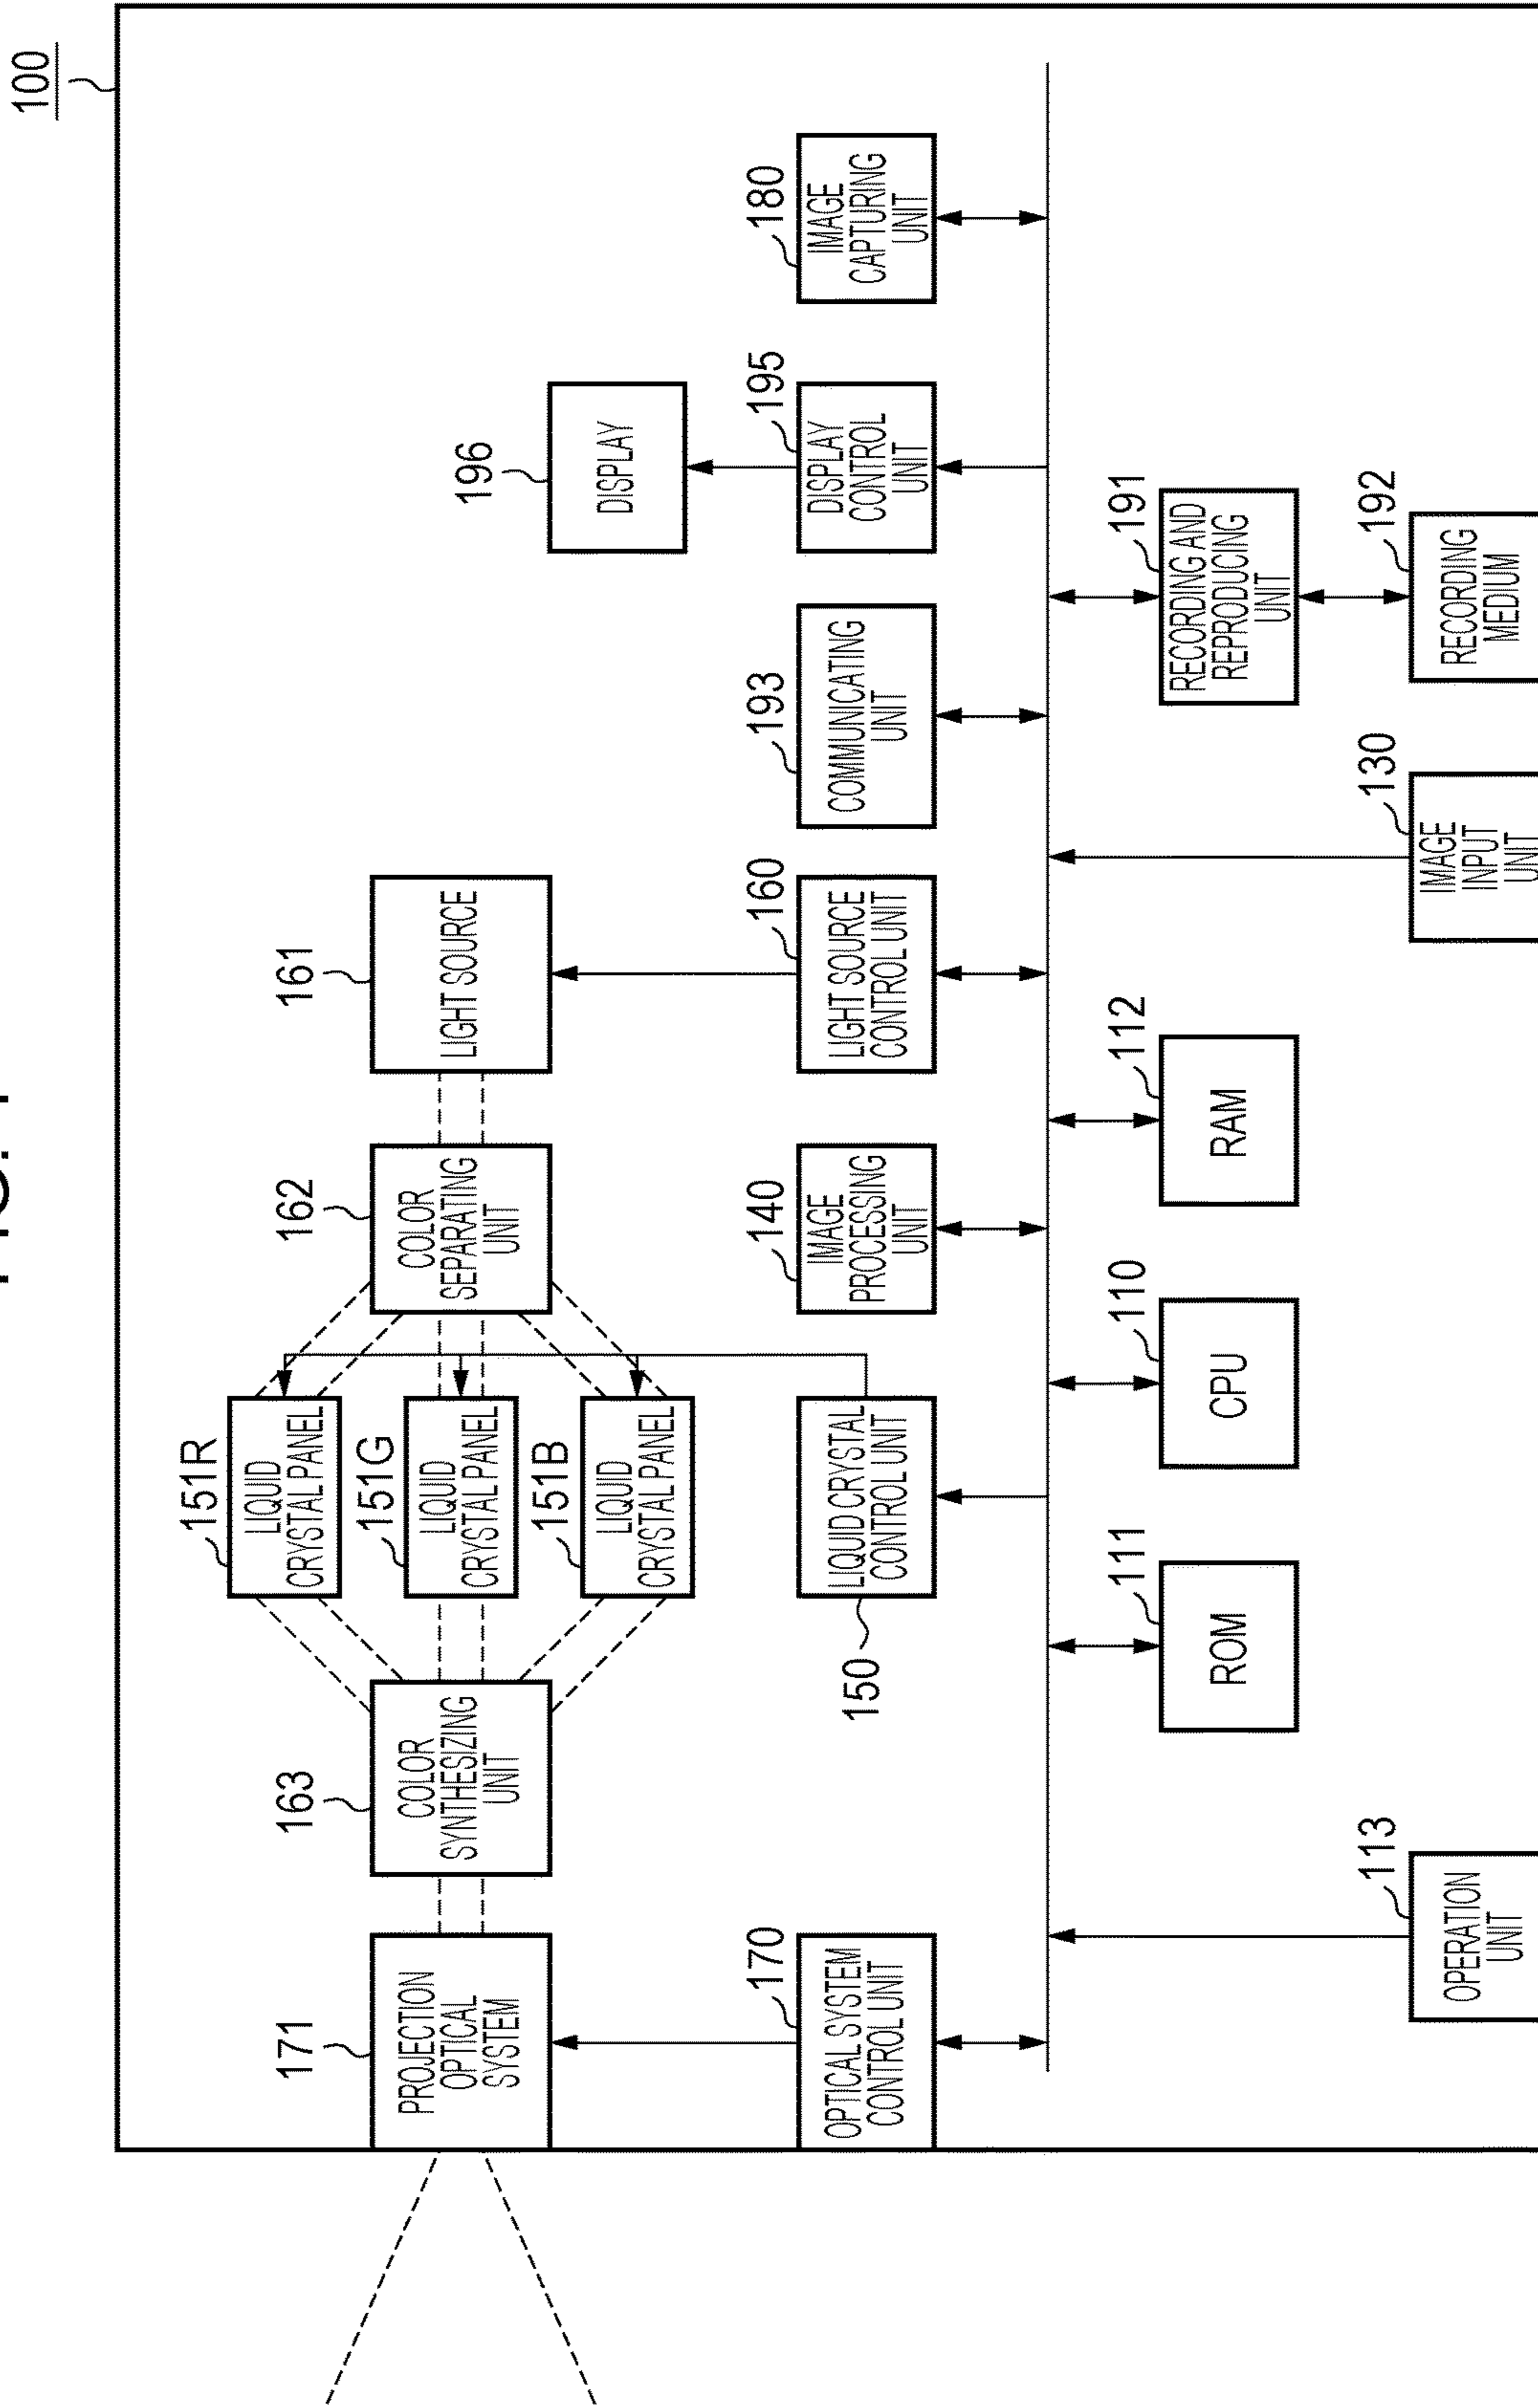 100
171
PROJECTION
OPTICAL
SYSTEM
163
COLOR
SYNTHESIZING
UNIT
151R
LIQUID
CRYSTAL PANEL
151G
LIQUID
CRYSTAL PANEL
151B
LIQUID
CRYSTAL PANEL
162
COLOR
SEPARATING
UNIT
161
LIGHT SOURCE
196
DISPLAY
170
OPTICAL SYSTEM
CONTROL UNIT
150
LIQUID CRYSTAL
CONTROL UNIT
140
IMAGE
PROCESSING
UNIT
160
LIGHT SOURCE
CONTROL UNIT
193
COMMUNICATING
UNIT
195
DISPLAY
CONTROL
UNIT
180
IMAGE
CAPTURING
UNIT
111
ROM
110
CPU
112
RAM
191
RECORDING AND
REPRODUCING
UNIT
113
OPERATION
UNIT
130
IMAGE
INPUT
UNIT
192
RECORDING
MEDIUM